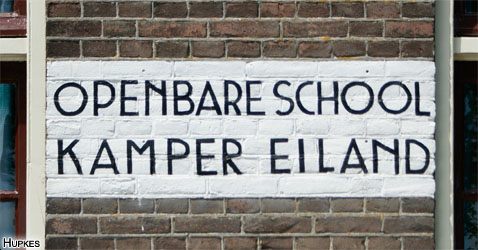 OPENBARE SCHOOL
KAMPER EILAND
HUPKES